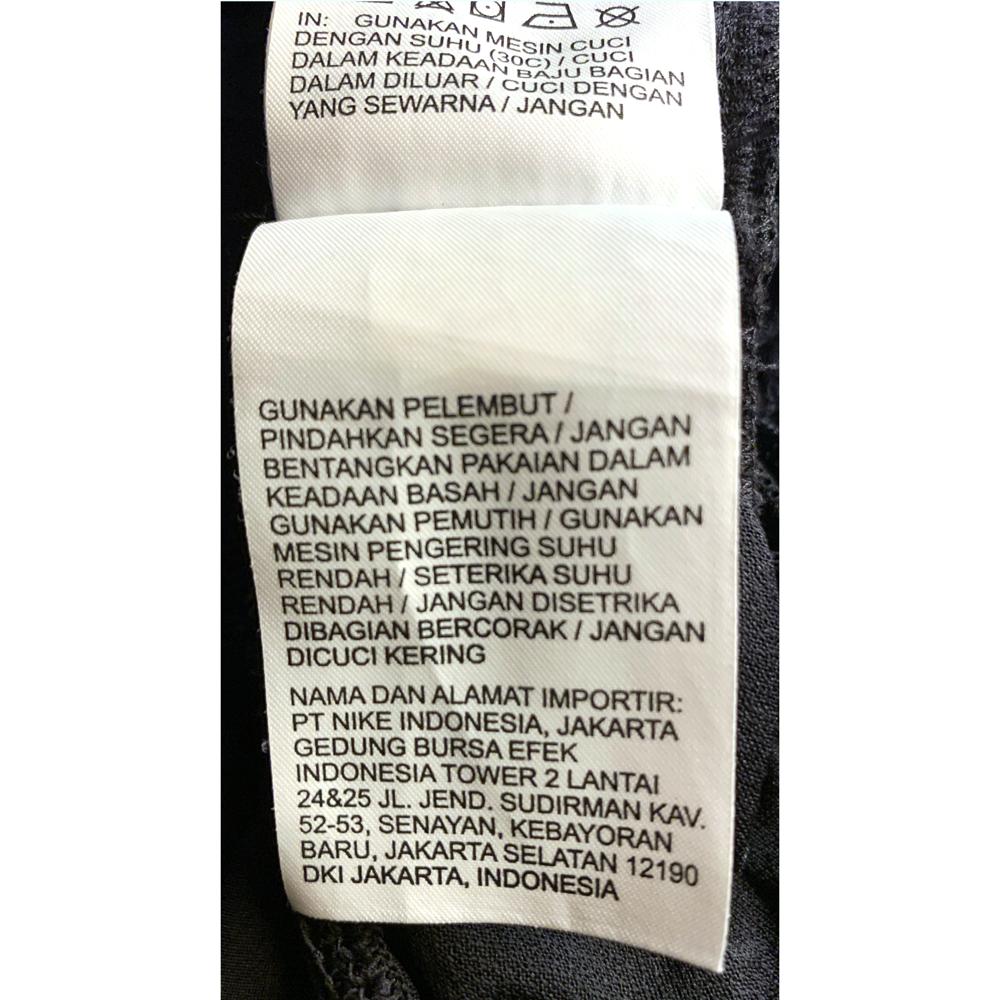 IN: GUNAKAN MESIN CUCI
DENGAN SUHU (30C) / CUCI
DALAM KEADAAN BAJU BAGIAN
DALAM DILUAR / CUCI DENGAN
YANG SEWARNA / JANGAN
GUNAKAN PELEMBUT /
PINDAHKAN SEGERA / JANGAN
BENTANGKAN PAKAIAN DALAM
KEADAAN BASAH / JANGAN
GUNAKAN PEMUTIH / GUNAKAN
MESIN PENGERING SUHU
RENDAH / SETERIKA SUHU
RENDAH / JANGAN DISETRIKA
DIBAGIAN BERCORAK / JANGAN
DICUCI KERING
NAMA DAN ALAMAT IMPORTIR:
PT NIKE INDONESIA, JAKARTA
GEDUNG BURSA EFEK
INDONESIA TOWER 2 LANTAI
24&25 JL. JEND. SUDIRMAN KAV.
52-53, SENAYAN, KEBAYORAN
BARU, JAKARTA SELATAN 12190
DKI JAKARTA, INDONESIA